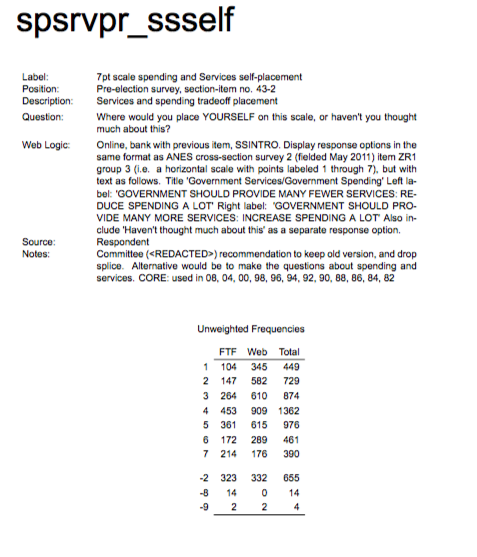 spsrvpr_ssself
Label: 7pt scale spending and Services self-placement
Position: Pre-election survey, section-item no. 43-2
Description: Services and spending tradeoff placement
Question: Where would you place YOURSELF on this scale, or haven't you thought
much about this?
Web Logic: Online, bank with previous item, SSINTRO. Display response options in the
same format as ANES cross-section survey 2 (fielded May 2011) item ZR1
group 3 (i.e. a horizontal scale with points labeled 1 through 7), but with
text as follows. Title 'Government Services/Government Spending' Left la-
bel: 'GOVERNMENT SHOULD PROVIDE MANY FEWER SERVICES: RE-
DUCE SPENDING A LOT' Right label: 'GOVERNMENT SHOULD PRO-
VIDE MANY MORE SERVICES: INCREASE SPENDING A LOT' Also in-
clude 'Haven't thought much about this' as a separate response option.
Source: Respondent
Notes: Committee (<REDACTED>) recommendation to keep old version, and drop
splice. Alternative would be to make the questions about spending and
services. CORE: used in 08, 04, 00, 98, 96, 94, 92, 90, 88, 86, 84, 82
Unweighted Frequencies
FTF Web Total
1 104 345 449
2 147 582 729
3 264 610 874
4 453 909 1362
5 361 615 976
6 172 289 461
7 214 176 390
-2 323 332 655
-8 14 0 14
-9 2 2 4